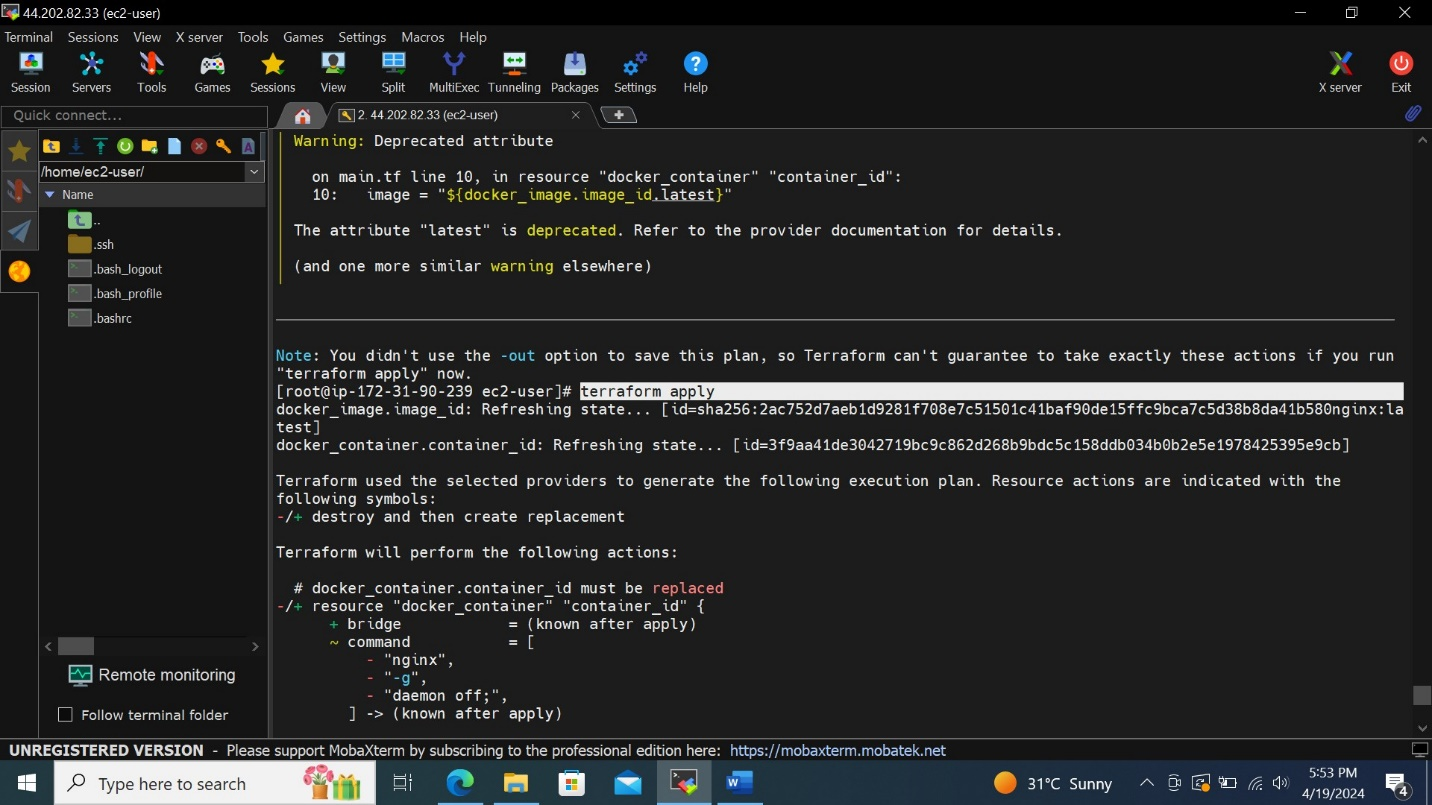 44.202.82.33 (ec2-user)
Terminal Sessions View X server Tools Games Settings Macros Help
Session Servers Tools Games Sessions View Split MultiExec Tunneling Packages Settings Help X server Exit
Quick connect...
2. 44.202.82.33 (ec2-user)
/home/ec2-user/
Name
..
.ssh
.bash_logout
.bash_profile
.bashrc
Remote monitoring
Follow terminal folder
Warning: Deprecated attribute
on main.tf line 10, in resource "docker_container" "container_id":
10: image = "${docker_image.image_id.latest}"
The attribute "latest" is deprecated. Refer to the provider documentation for details.
(and one more similar warning elsewhere)
Note: You didn't use the -out option to save this plan, so Terraform can't guarantee to take exactly these actions if you run
"terraform apply" now.
[root@ip-172-31-90-239 ec2-user]# terraform apply
docker_image.image_id: Refreshing state... [id=sha256:2ac752d7aeb1d9281f708e7c51501c41baf90de15ffc9bca7c5d38b8da41b580nginx:la
test]
docker_container.container_id: Refreshing state... [id=3f9aa41de3042719bc9c862d268b9bdc5c158ddb034b0b2e5e1978425395e9cb]
Terraform used the selected providers to generate the following execution plan. Resource actions are indicated with the
following symbols:
-/+ destroy and then create replacement
Terraform will perform the following actions:
# docker_container.container_id must be replaced
-/+ resource "docker_container" "container_id" {
+ bridge = (known after apply)
~ command = [
- "nginx",
- "-g",
- "daemon off;",
] -> (known after apply)
UNREGISTERED VERSION - Please support MobaXterm by subscribing to the professional edition here: https://mobaxterm.mobatek.net
Type here to search
31°C Sunny
5:53 PM
4/19/2024
4